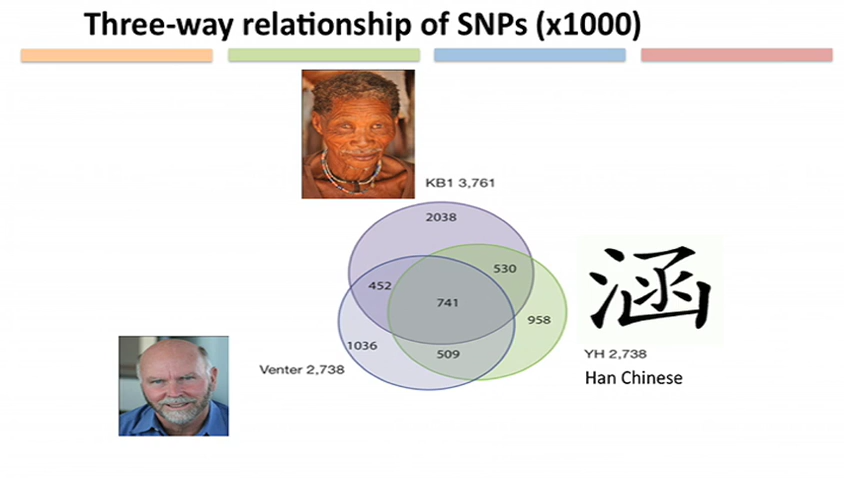 Three-way relationship of SNPs (x1000)
KB1 3,761
2038
530
452
741
958
1036
509
涵
YH 2,738
Han Chinese
Venter 2,738